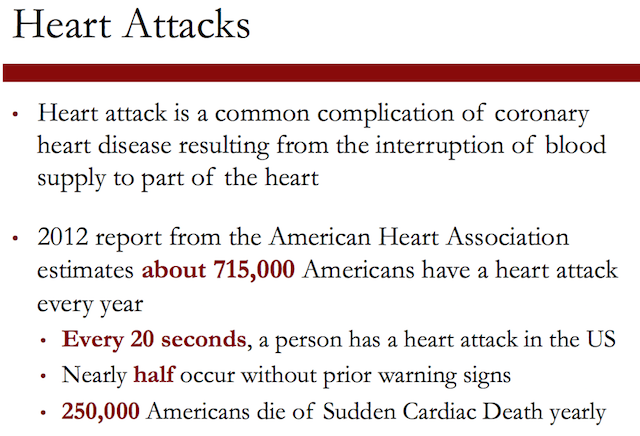 Heart Attacks
• Heart attack is a common complication of coronary
heart disease resulting from the interruption of blood
supply to part of the heart
• 2012 report from the American Heart Association
estimates about 715,000 Americans have a heart attack
every year
• Every 20 seconds, a person has a heart attack in the US
• Nearly half occur without prior warning signs
• 250,000 Americans die of Sudden Cardiac Death yearly